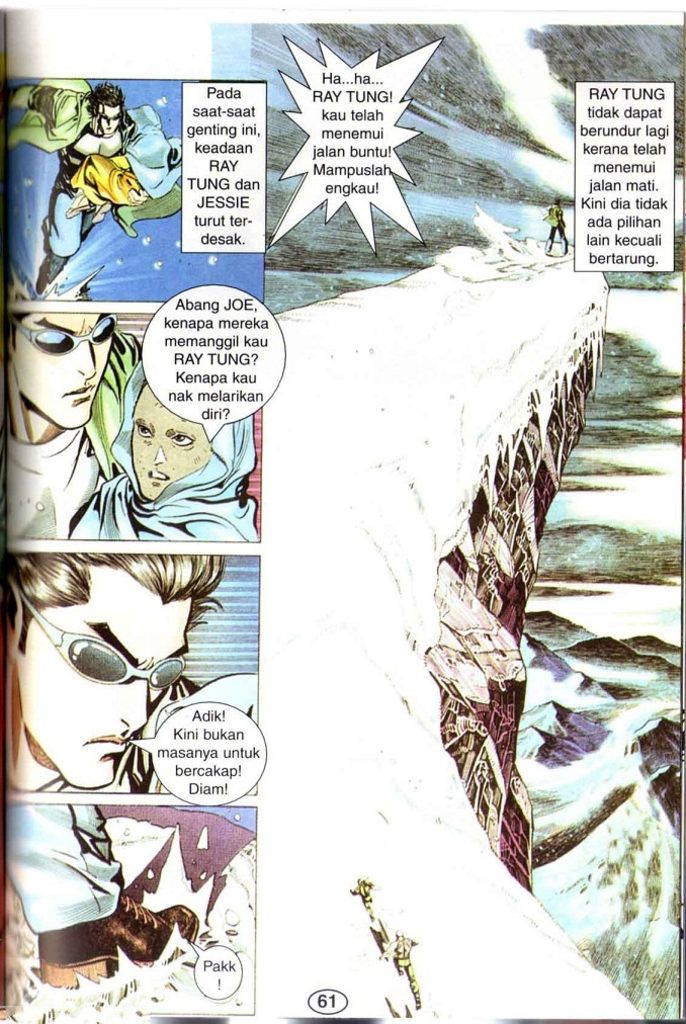 Pada
saat-saat
genting ini,
keadaan
RAY
TUNG dan
JESSIE
turut ter-
desak.
Abang JOE,
kenapa mereka
memanggil kau
RAY TUNG?
Kenapa kau
nak melarikan
diri?
Adik!
Kini bukan
masanya untuk
bercakap!
Diam!
Pakk
!
Ha...ha...
RAY TUNG!
kau telah
menemui
jalan buntu!
Mampuslah
engkau!
RAY TUNG
tidak dapat
berundur lagi
kerana telah
menemui
jalan mati.
Kini dia tidak
ada pilihan
lain kecuali
bertarung.
61